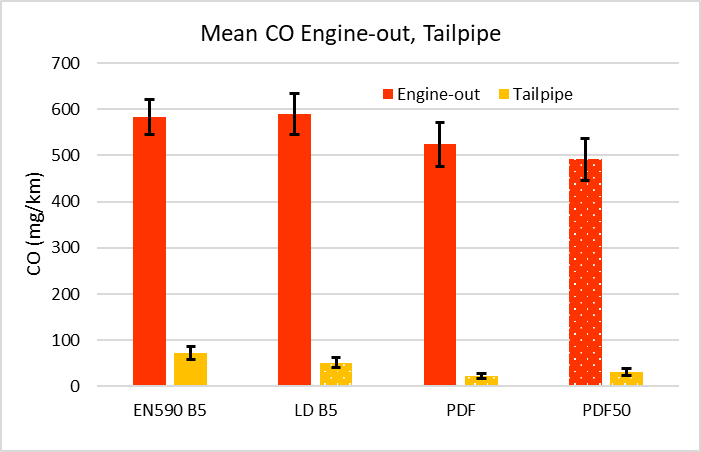 Mean CO Engine-out, Tailpipe
700
600
500
400
300
200
100
0
CO (mg/km)
Engine-out
Tailpipe
EN590 B5
LD B5
PDF
PDF50